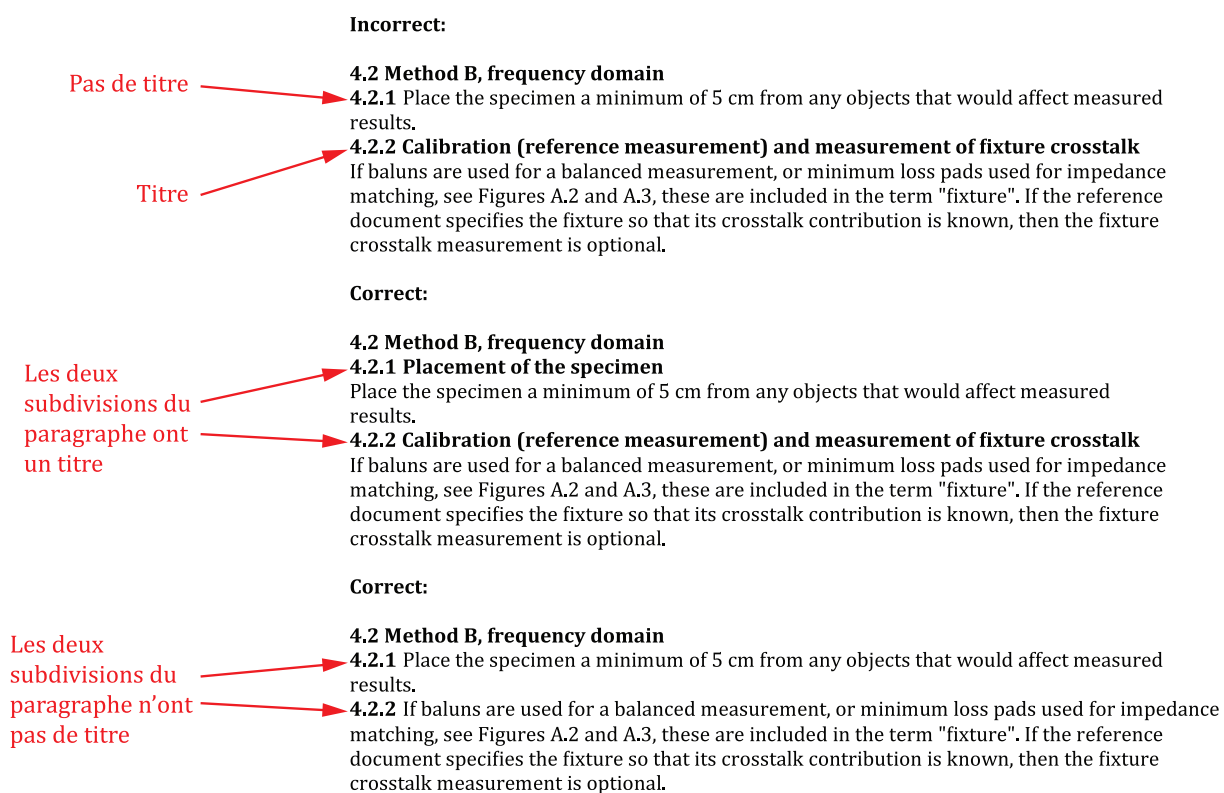 Incorrect:
4.2 Method B, frequency domain
Pas de titre
4.2.1 Place the specimen a minimum of 5 cm from any objects that would affect measured
results.
4.2.2 Calibration (reference measurement) and measurement of fixture crosstalk
If baluns are used for a balanced measurement, or minimum loss pads used for impedance
Titre
matching, see Figures A.2 and A.3, these are included in the term "fixture". If the reference
document specifies the fixture so that its crosstalk contribution is known, then the fixture
crosstalk measurement is optional.
Correct:
4.2 Method B, frequency domain
4.2.1 Placement of the specimen
Les deux
subdivisions du
paragraphe ont
un titre
Place the specimen a minimum of 5 cm from any objects that would affect measured
results.
4.2.2 Calibration (reference measurement) and measurement of fixture crosstalk
If baluns are used for a balanced measurement, or minimum loss pads used for impedance
matching, see Figures A.2 and A.3, these are included in the term "fixture". If the reference
document specifies the fixture so that its crosstalk contribution is known, then the fixture
crosstalk measurement is optional.
Correct:
4.2 Method B, frequency domain
Les deux
subdivisions du
paragraphe n’ont
pas de titre
4.2.1 Place the specimen a minimum of 5 cm from any objects that would affect measured
results.
4.2.2 If baluns are used for a balanced measurement, or minimum loss pads used for impedance
matching, see Figures A.2 and A.3, these are included in the term "fixture". If the reference
document specifies the fixture so that its crosstalk contribution is known, then the fixture
crosstalk measurement is optional.